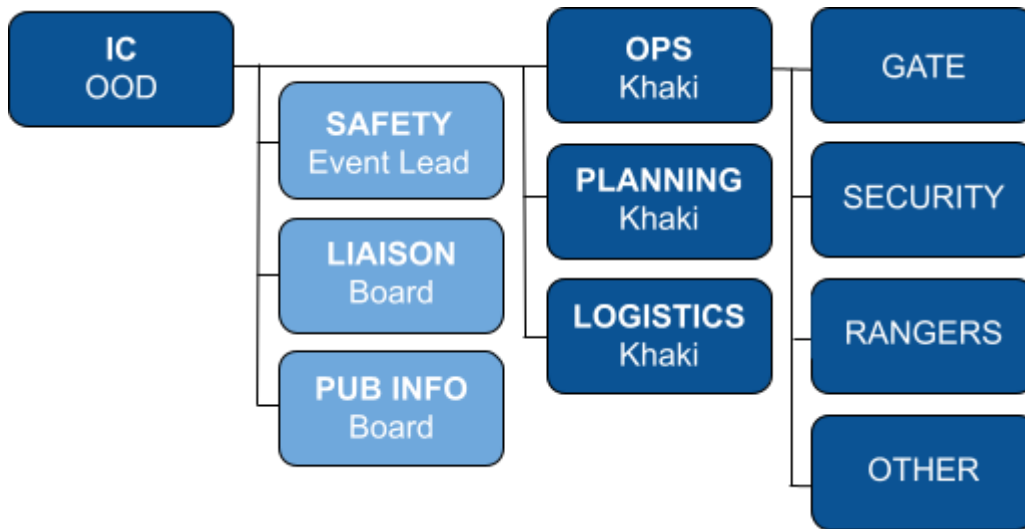 IC
OOD
SAFETY
Event Lead
LIAISON
Board
PUB INFO
Board
OPS
Khaki
PLANNING
Khaki
LOGISTICS
Khaki
GATE
SECURITY
RANGERS
OTHER